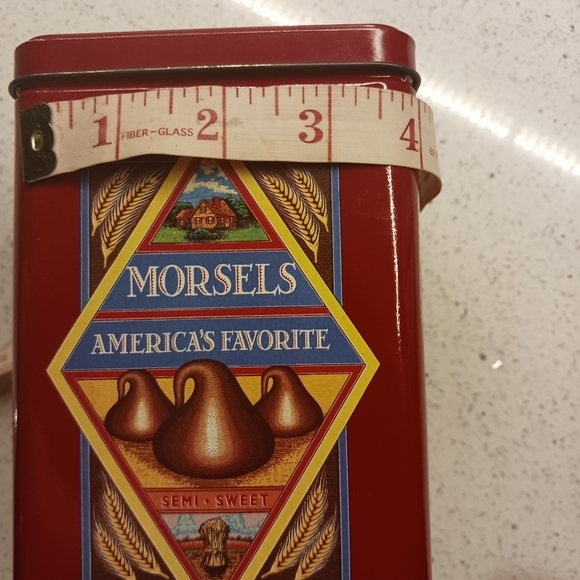 1 FIBER-GLASS 2 3 4
MORSELS
AMERICA'S FAVORITE
SEMI • SWEET